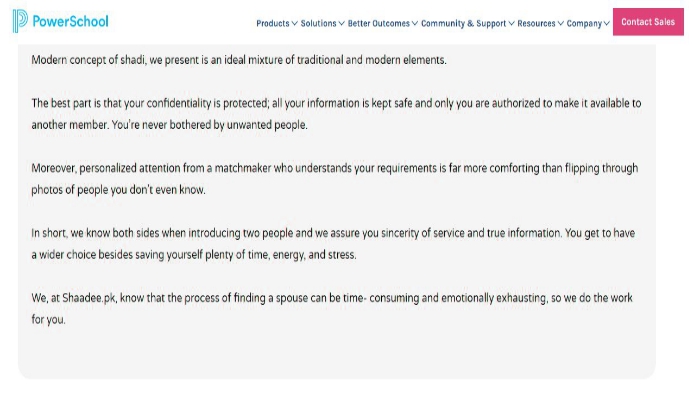 PowerSchool
Products Solutions Better Outcomes Community & Support Resources Company Contact Sales
Modern concept of shadi, we present is an ideal mixture of traditional and modern elements.
The best part is that your confidentiality is protected; all your information is kept safe and only you are authorized to make it available to
another member. You're never bothered by unwanted people.
Moreover, personalized attention from a matchmaker who understands your requirements is far more comforting than flipping through
photos of people you don't even know.
In short, we know both sides when introducing two people and we assure you sincerity of service and true information. You get to have
a wider choice besides saving yourself plenty of time, energy, and stress.
We, at Shaadee.pk, know that the process of finding a spouse can be time- consuming and emotionally exhausting, so we do the work
for you.